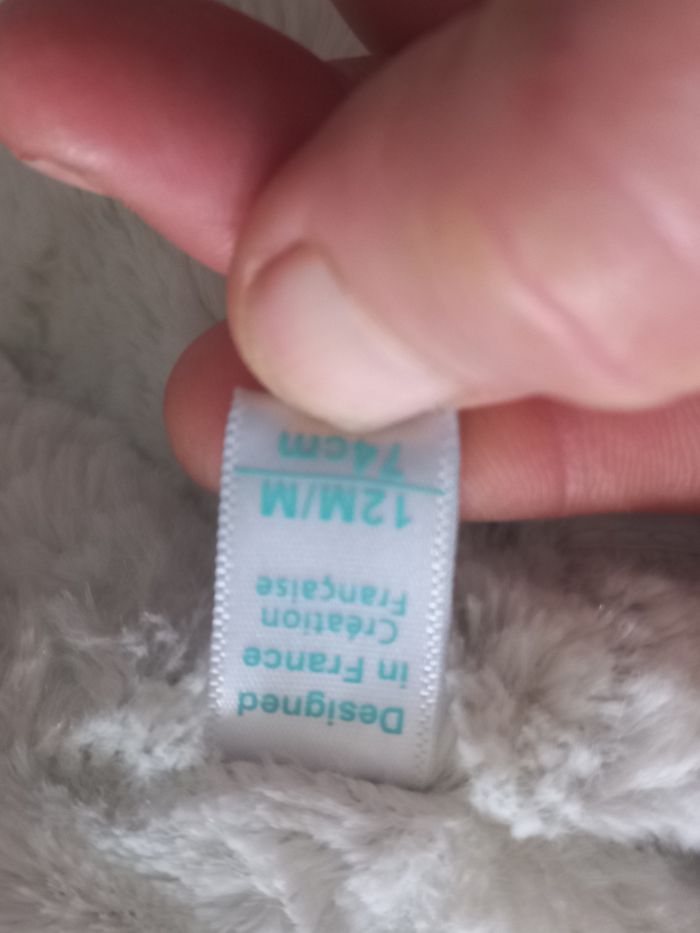 Designed
in France
Création
Française
12M/M
74cm